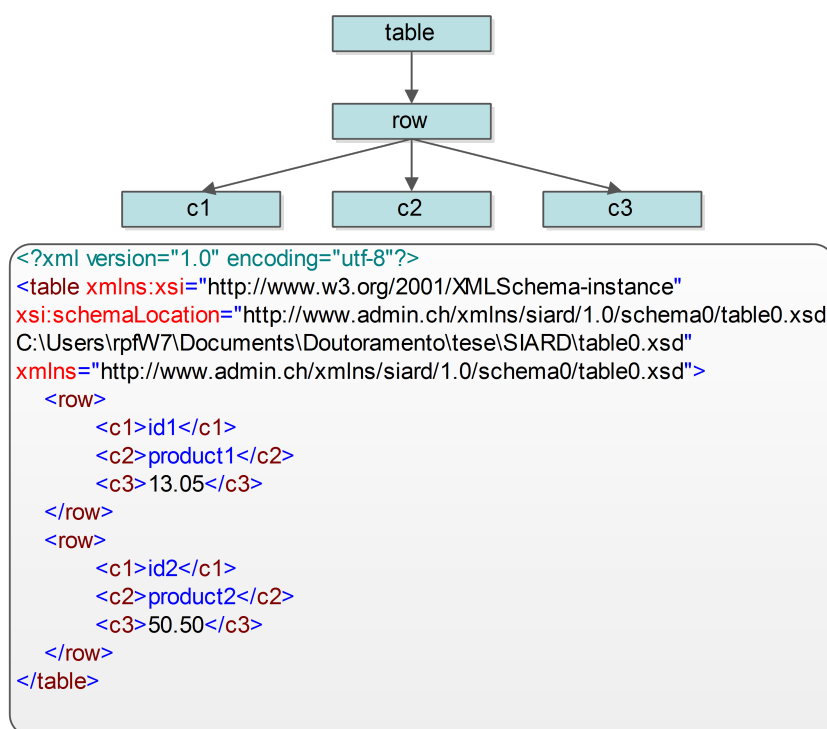 table
row
c1 c2 c3
<?xml version="1.0" encoding="utf-8"?>
<table xmlns:xsi="http://www.w3.org/2001/XMLSchema-instance"
xsi:schemaLocation="http://www.admin.ch/xmlns/siard/1.0/schema0/table0.xsd
C:\Users\rpfW7\Documents\Doutoramento\tese\SIARD\table0.xsd"
xmlns="http://www.admin.ch/xmlns/siard/1.0/schema0/table0.xsd">
<row>
<c1>id1</c1>
<c2>product1</c2>
<c3>13.05</c3>
</row>
<row>
<c1>id2</c1>
<c2>product2</c2>
<c3>50.50</c3>
</row>
</table>